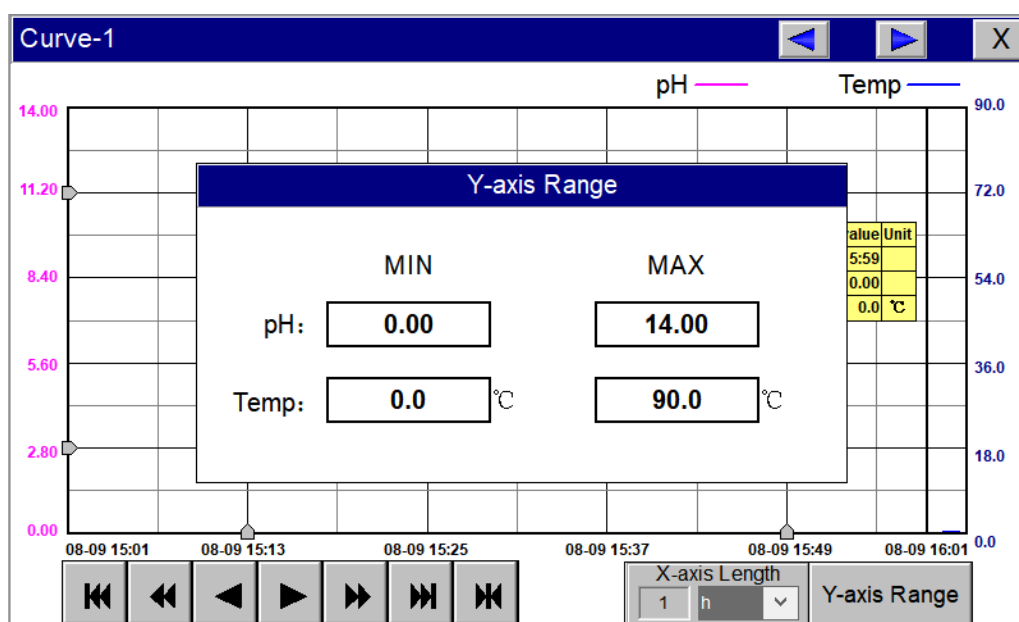 Curve-1 X
pH Temp
14.00 90.0
Y-axis Range
11.20 72.0
alue Unit
MIN MAX
5:59
8.40 54.0
0.00
pH: 0.00 14.00
0.0 ℃
5.60 36.0
Temp: 0.0 ℃ 90.0 ℃
2.80 18.0
0.00 0.0
08-09 15:01 08-09 15:13 08-09 15:25 08-09 15:37 08-09 15:49 08-09 16:01
X-axis Length
1 h Y-axis Range